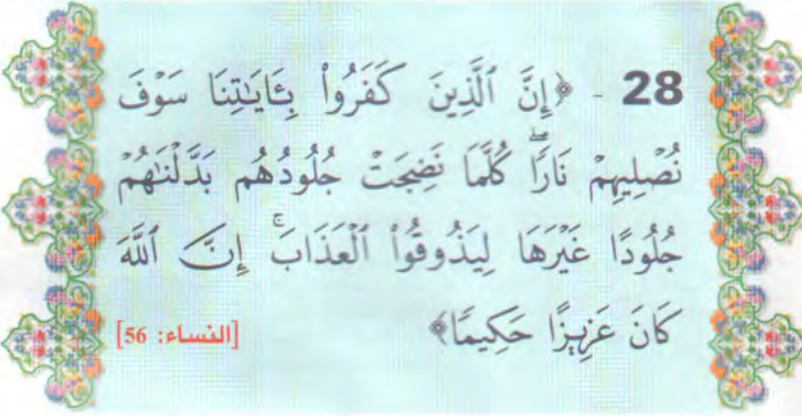 28 - ﴿إِنَّ ٱلَّذِينَ كَفَرُوا۟ بِـَٔايَـٰتِنَا سَوْفَ
نُصْلِيهِمْ نَارًۭا ۖ كُلَّمَا نَضِجَتْ جُلُودُهُم بَدَّلْنَـٰهُمْ
جُلُودًا غَيْرَهَا لِيَذُوقُوا۟ ٱلْعَذَابَ ۚ إِنَّ ٱللَّهَ
كَانَ عَزِيزًا حَكِيمًۭا﴾ [النساء: 56]